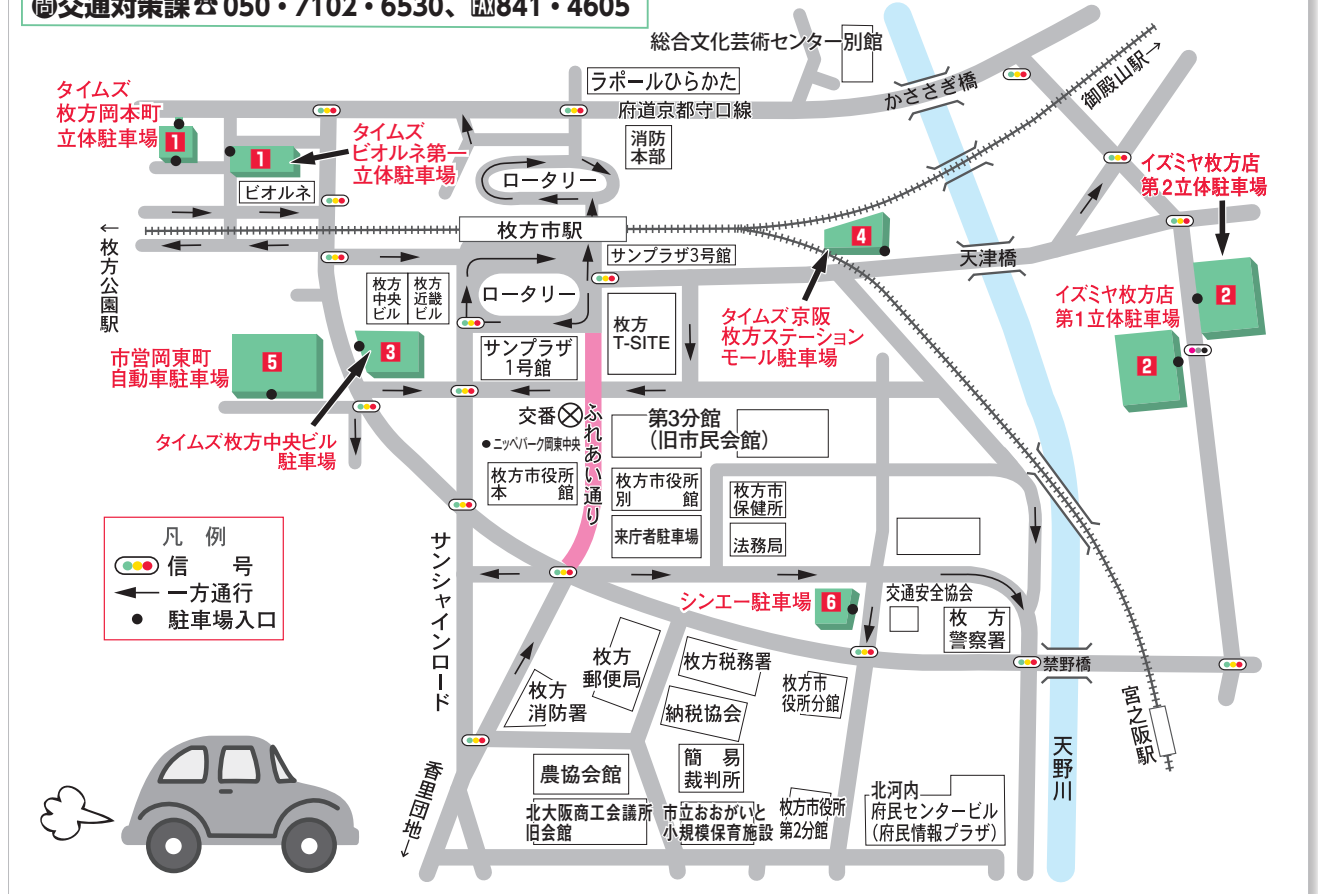 問交通対策課☎050・7102・6530、FAX841・4605
総合文化芸術センター別館
ラポールひらかた
かささぎ橋
御殿山駅→
タイムズ
枚方岡本町
立体駐車場
1
府道京都守口線
消防
本部
タイムズ
ビオルネ第一
立体駐車場
1
ビオルネ
ロータリー
イズミヤ枚方店
第2立体駐車場
2
←枚方公園駅
枚方市駅
サンプラザ3号館
4
天津橋
枚方
中央
ビル
枚方
近畿
ビル
ロータリー
枚方
T-SITE
タイムズ京阪
枚方ステーション
モール駐車場
イズミヤ枚方店
第1立体駐車場
2
市営岡東町
自動車駐車場
5
3
サンプラザ
1号館
タイムズ枚方中央ビル
駐車場
交番
ふれあい通り
第3分館
(旧市民会館)
●ニッペパーク岡東中央
枚方市役所
本館
枚方市役所
別館
枚方市
保健所
来庁者駐車場
法務局
凡例
信号
一方通行
駐車場入口
サンシャインロード
シンエー駐車場
6
交通安全協会
枚方
警察署
禁野橋
枚方
郵便局
枚方税務署
枚方市
役所分館
枚方
消防署
納税協会
宮之阪駅
天野川
簡易
裁判所
農協会館
香里団地→
北大阪商工会議所
旧会館
市立おおがいと
小規模保育施設
枚方市役所
第2分館
北河内
府民センタービル
(府民情報プラザ)